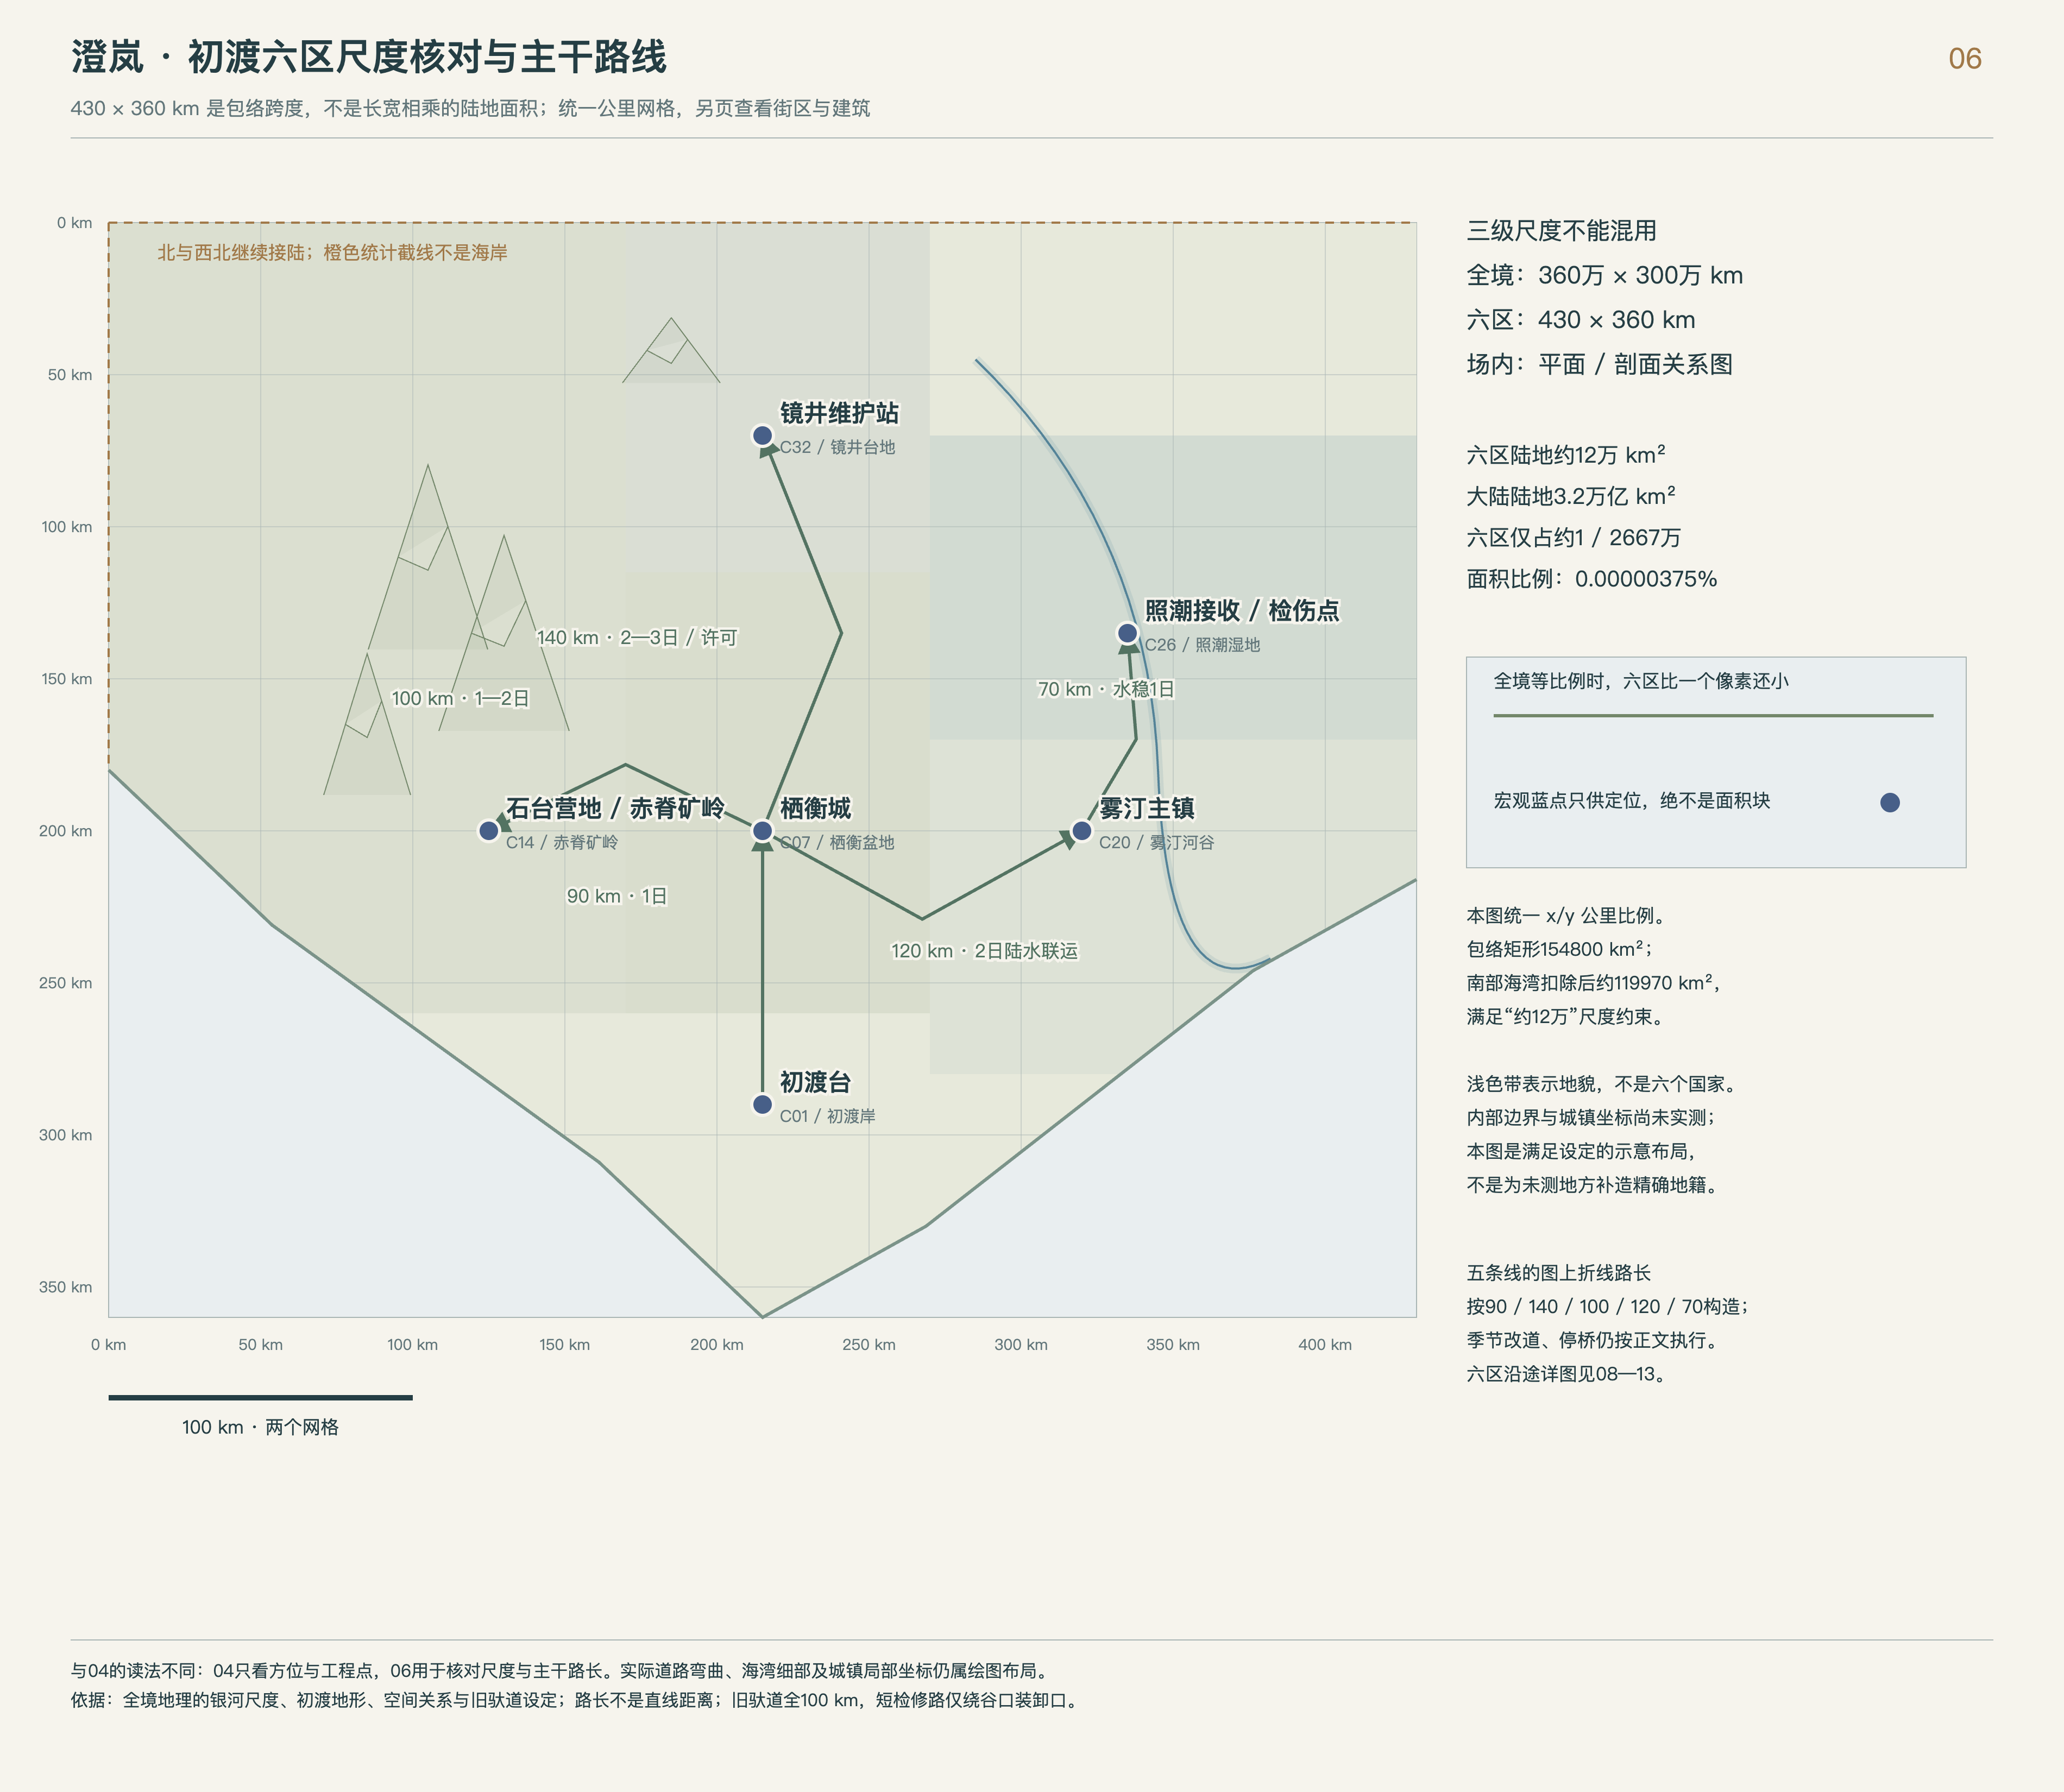 澄岚 · 初渡六区尺度核对与主干路线
06
430 × 360 km 是包络跨度，不是长宽相乘的陆地面积；统一公里网格，另页查看街区与建筑
0 km
50 km
100 km
150 km
200 km
250 km
300 km
350 km
北与西北继续接陆；橙色统计截线不是海岸
镜井维护站
C32 / 镜井台地
照潮接收 / 检伤点
C26 / 照潮湿地
140 km · 2—3日 / 许可
70 km · 水稳1日
100 km · 1—2日
石台营地 / 赤脊矿岭
C14 / 赤脊矿岭
栖衡城
C07 / 栖衡盆地
雾汀主镇
C20 / 雾汀河谷
90 km · 1日
120 km · 2日陆水联运
初渡台
C01 / 初渡岸
0 km
50 km
100 km
150 km
200 km
250 km
300 km
350 km
400 km
100 km · 两个网格
三级尺度不能混用
全境：360万 × 300万 km
六区：430 × 360 km
场内：平面 / 剖面关系图
六区陆地约12万 km²
大陆陆地3.2万亿 km²
六区仅占约1 / 2667万
面积比例：0.00000375%
全境等比例时，六区比一个像素还小
宏观蓝点只供定位，绝不是面积块
本图统一 x/y 公里比例。
包络矩形154800 km²；
南部海湾扣除后约119970 km²，
满足“约12万”尺度约束。
浅色带表示地貌，不是六个国家。
内部边界与城镇坐标尚未实测；
本图是满足设定的示意布局，
不是为未测地方补造精确地籍。
五条线的图上折线路长
按90 / 140 / 100 / 120 / 70构造；
季节改道、停桥仍按正文执行。
六区沿途详图见08—13。
与04的读法不同：04只看方位与工程点，06用于核对尺度与主干路长。实际道路弯曲、海湾细部及城镇局部坐标仍属绘图布局。
依据：全境地理的银河尺度、初渡地形、空间关系与旧驮道设定；路长不是直线距离；旧驮道全100 km，短检修路仅绕谷口装卸口。